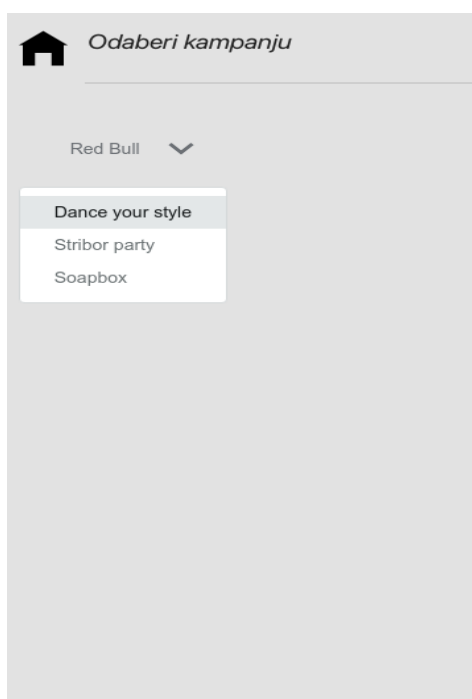 Odaberi kampanju
Red Bull
Dance your style
Stribor party
Soapbox